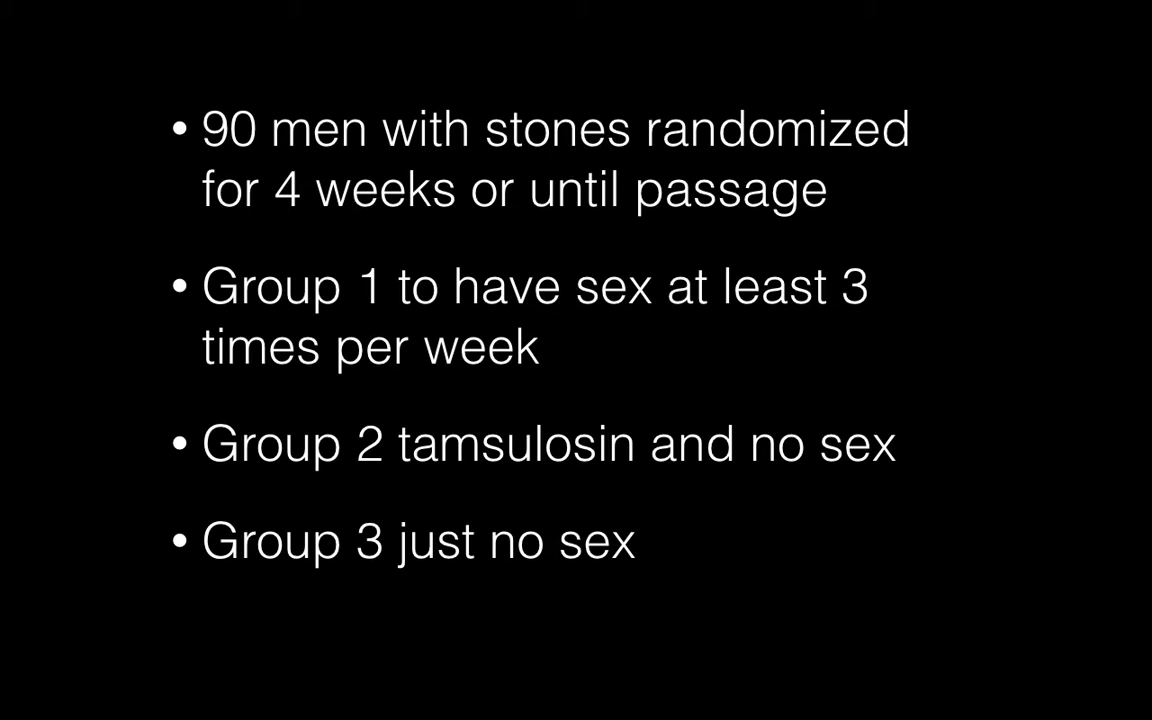 • 90 men with stones randomized
for 4 weeks or until passage
• Group 1 to have sex at least 3
times per week
• Group 2 tamsulosin and no sex
• Group 3 just no sex